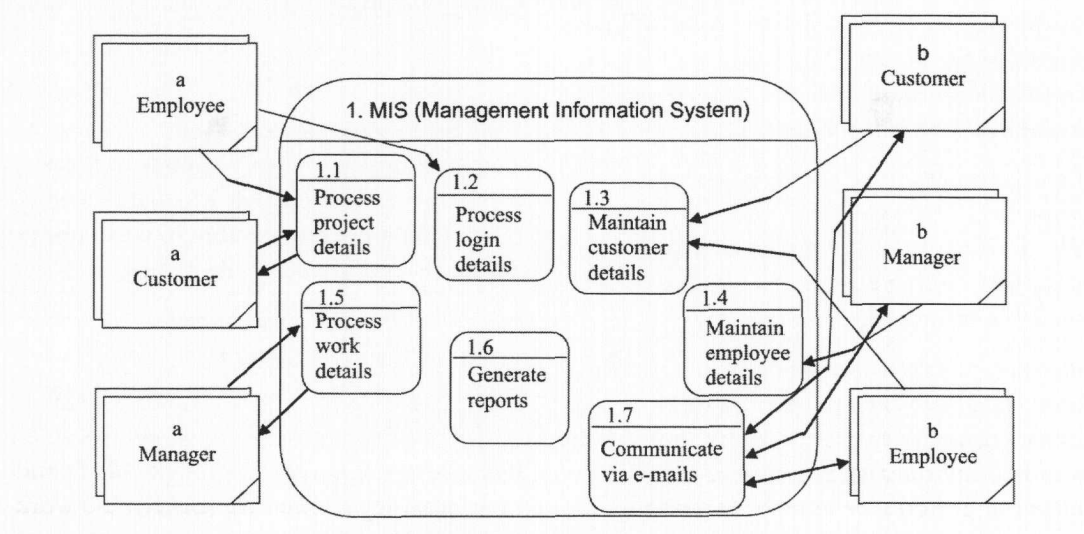 b
Customer
a
Employee
1. MIS (Management Information System)
1.1
Process
project
details
1.2
Process
login
details
1.3
Maintain
customer
details
b
Manager
a
Customer
1.5
Process
work
details
1.4
Maintain
employee
details
1.6
Generate
reports
a
Manager
1.7
Communicate
via e-mails
b
Employee